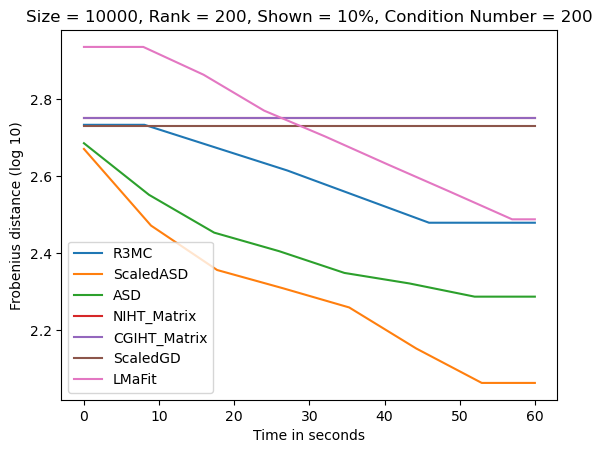 Size = 10000, Rank = 200, Shown = 10%, Condition Number = 200
Frobenius distance (log 10)
2.8
2.6
2.4
2.2
R3MC
ScaledASD
ASD
NIHT_Matrix
CGIHT_Matrix
ScaledGD
LMaFit
0 10 20 30 40 50 60
Time in seconds